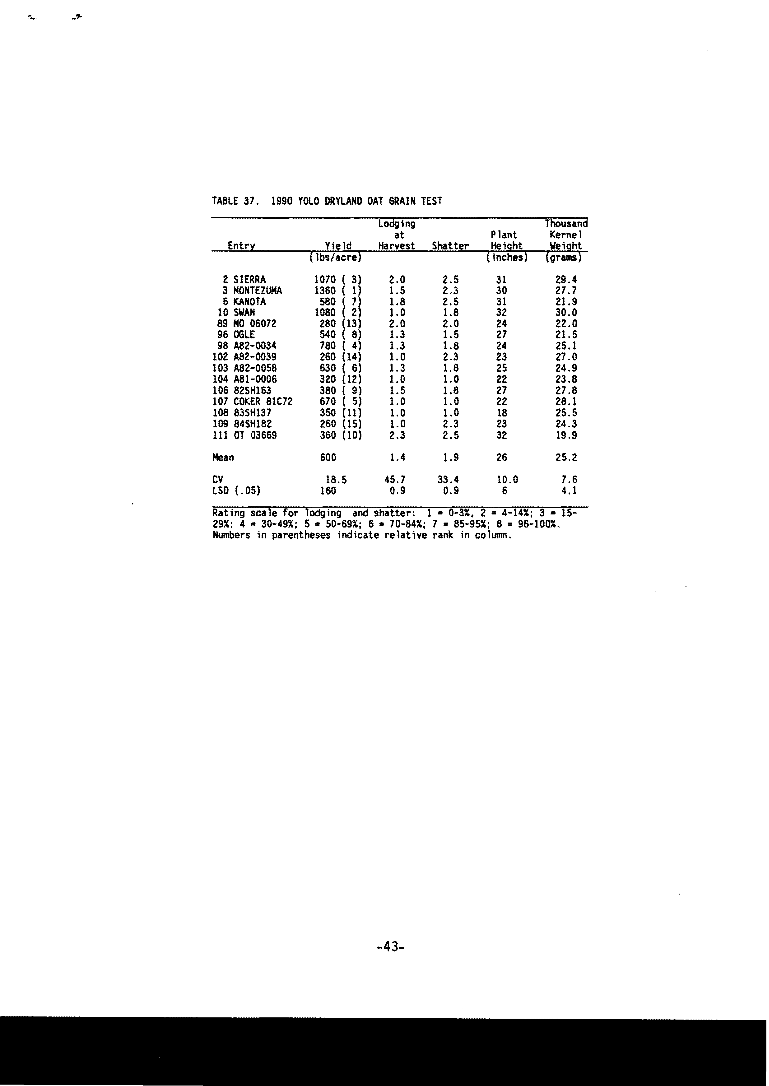 TABLE 37. 1990 YOLO DRYLAND OAT GRAIN TEST
Lodging Thousand
at Plant Kernel
Entry Yield Harvest Shatter Height Weight
(lbs/acre) (inches) (grams)
2 SIERRA 1070 ( 3) 2.0 2.5 31 29.4
3 MONTEZUMA 1360 ( 1) 1.5 2.3 30 27.7
6 KANOTA 580 ( 7) 1.8 2.5 31 21.9
10 SWAN 1080 ( 2) 1.0 1.8 32 30.0
89 MO 06072 280 (13) 2.0 2.0 24 22.0
96 OGLE 540 ( 8) 1.3 1.5 27 21.5
98 A82-0034 780 ( 4) 1.3 1.8 24 25.1
102 A82-0039 260 (14) 1.0 2.3 23 27.0
103 A82-0058 630 ( 6) 1.3 1.8 25 24.9
104 A81-0006 320 (12) 1.0 1.0 22 23.8
106 82SH163 380 ( 9) 1.5 1.8 27 27.8
107 COKER 81C72 670 ( 5) 1.0 1.0 22 28.1
108 83SH137 350 (11) 1.0 1.0 18 25.5
109 84SH182 260 (15) 1.0 2.3 23 24.3
111 OT 03669 360 (10) 2.3 2.5 32 19.9
Mean 600 1.4 1.9 26 25.2
CV 18.5 45.7 33.4 10.0 7.6
LSD (.05) 160 0.9 0.9 6 4.1
Rating scale for lodging and shatter: 1 = 0-3%, 2 = 4-14%; 3 = 15-
29%; 4 = 30-49%; 5 = 50-69%; 6 = 70-84%; 7 = 85-95%; 8 = 96-100%.
Numbers in parentheses indicate relative rank in column.
-43-